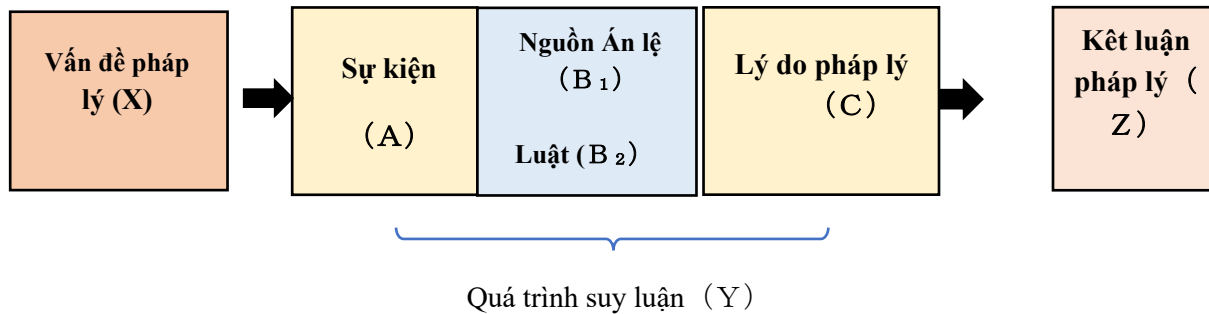 Vấn đề pháp
lý (X)
Sự kiện
（A）
Nguồn Án lệ
（B₁）
Luật (B₂）
Lý do pháp lý
（C）
Kêt luận
pháp lý（
Z）
Quá trình suy luận（Y）